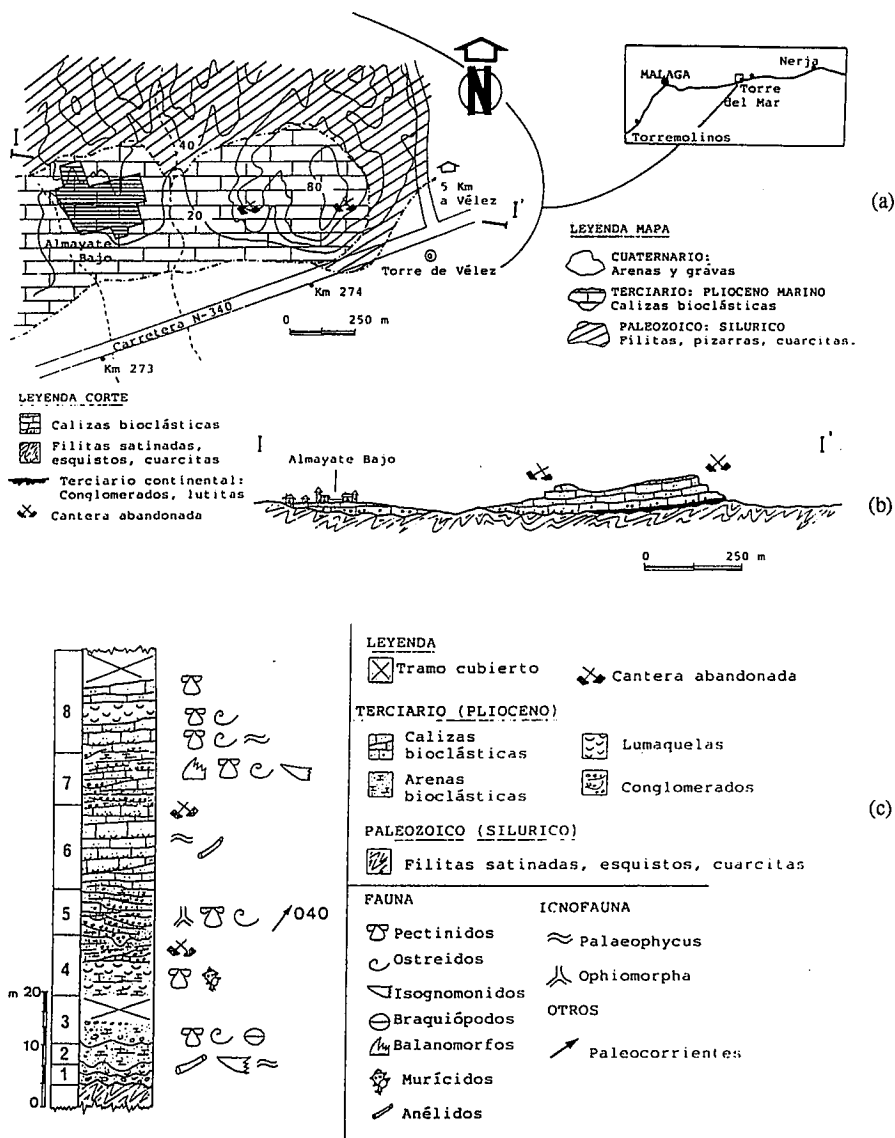 N
MALAGA
Nerja
Torre
del Mar
Torremolinos
I
40
80
20
5 Km
a Vélez
I'
(a)
Almayate
Bajo
Torre de Vélez
Km 274
Carretera N-340
0 250 m
Km 273
LEYENDA MAPA
CUATERNARIO:
Arenas y grávas
TERCIARIO: PLIOCENO MARINO
Calizas bioclásticas
PALEOZOICO: SILURICO
Filitas, pizarras, cuarcitas.
LEYENDA CORTE
Calizas bioclásticas
Filitas satinadas,
esquistos, cuarcitas
Terciario continental:
Conglomerados, lutitas
Cantera abandonada
I
I'
Almayate Bajo
(b)
0 250 m
8
7
6
5
040
4
m 20
3
10
2
1
0
LEYENDA
Tramo cubierto
Cantera abandonada
TERCIARIO (PLIOCENO)
Calizas
bioclásticas
Lumaquelas
Arenas
bioclásticas
Conglomerados
(c)
PALEOZOICO (SILURICO)
Filitas satinadas, esquistos, cuarcitas
FAUNA
Pectinidos
Ostreidos
Isognomonidos
Braquiópodos
Balanomorfos
Murícidos
Anélidos
ICNOFAUNA
Palaeophycus
Ophiomorpha
OTROS
Paleocorrientes